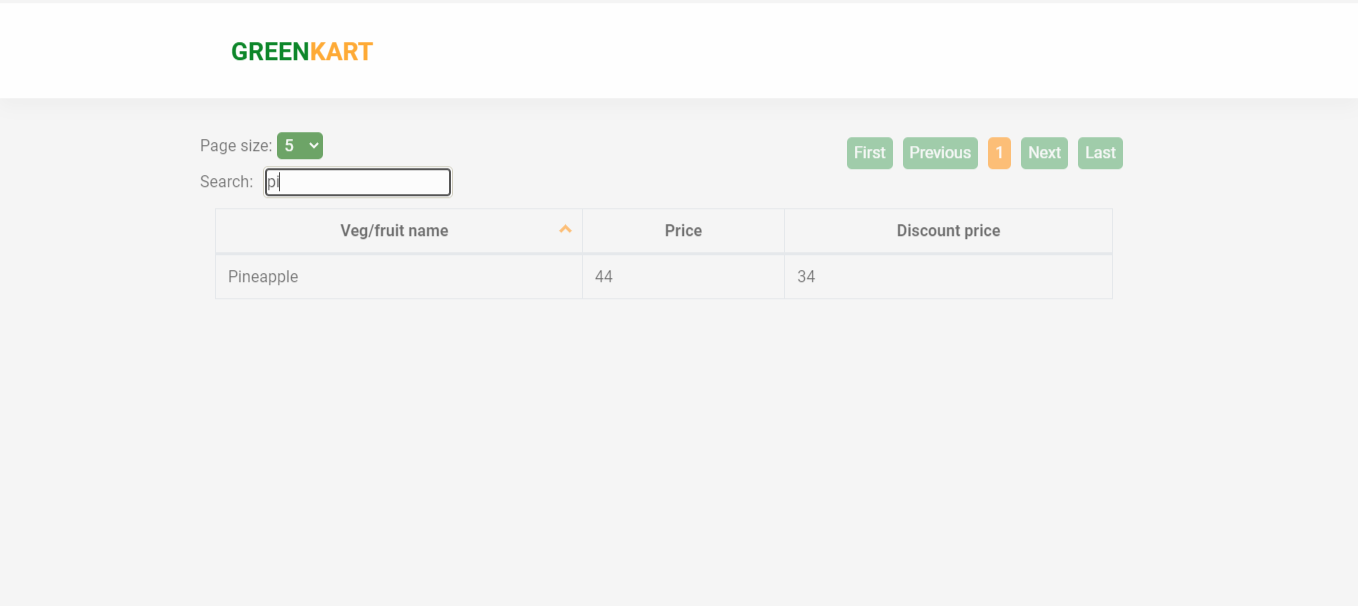 GREENKART
Page size: 5
First Previous 1 Next Last
Search: pi
Veg/fruit name Price Discount price
Pineapple 44 34